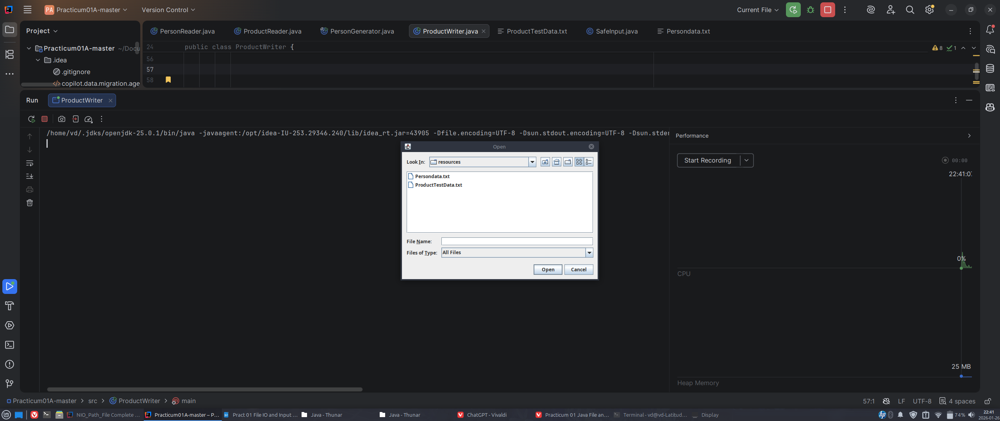 PA Practicum01A-master
Version Control
Current File
Project
PersonReader.java
ProductReader.java
PersonGenerator.java
ProductWriter.java
ProductTestData.txt
SafeInput.java
Persondata.txt
Practicum01A-master ~/Docu
.idea
.gitignore
copilot.data.migration.age
24 public class ProductWriter {
8 1
56
57
58
Run
ProductWriter
/home/vd/.jdks/openjdk-25.0.1/bin/java -javaagent:/opt/idea-IU-253.29346.240/lib/idea_rt.jar=43905 -Dfile.encoding=UTF-8 -Dsun.stdout.encoding=UTF-8 -Dsun.stder
Open
Look In: resources
Persondata.txt
ProductTestData.txt
File Name:
Files of Type: All Files
Open Cancel
Performance
Start Recording
00:00
22:41:07
0%
CPU
25 MB
Heap Memory
Practicum01A-master > src > ProductWriter > main
57:1 LF UTF-8 4 spaces
NIO_Path_File Complete ...
Practicum01A-master – P...
Pract 01 File IO and Input ...
Java - Thunar
Java - Thunar
ChatGPT - Vivaldi
Practicum 01 Java File an...
Terminal - vd@vd-Latitud...
Display
hp
74%
22:41
2026-01-26